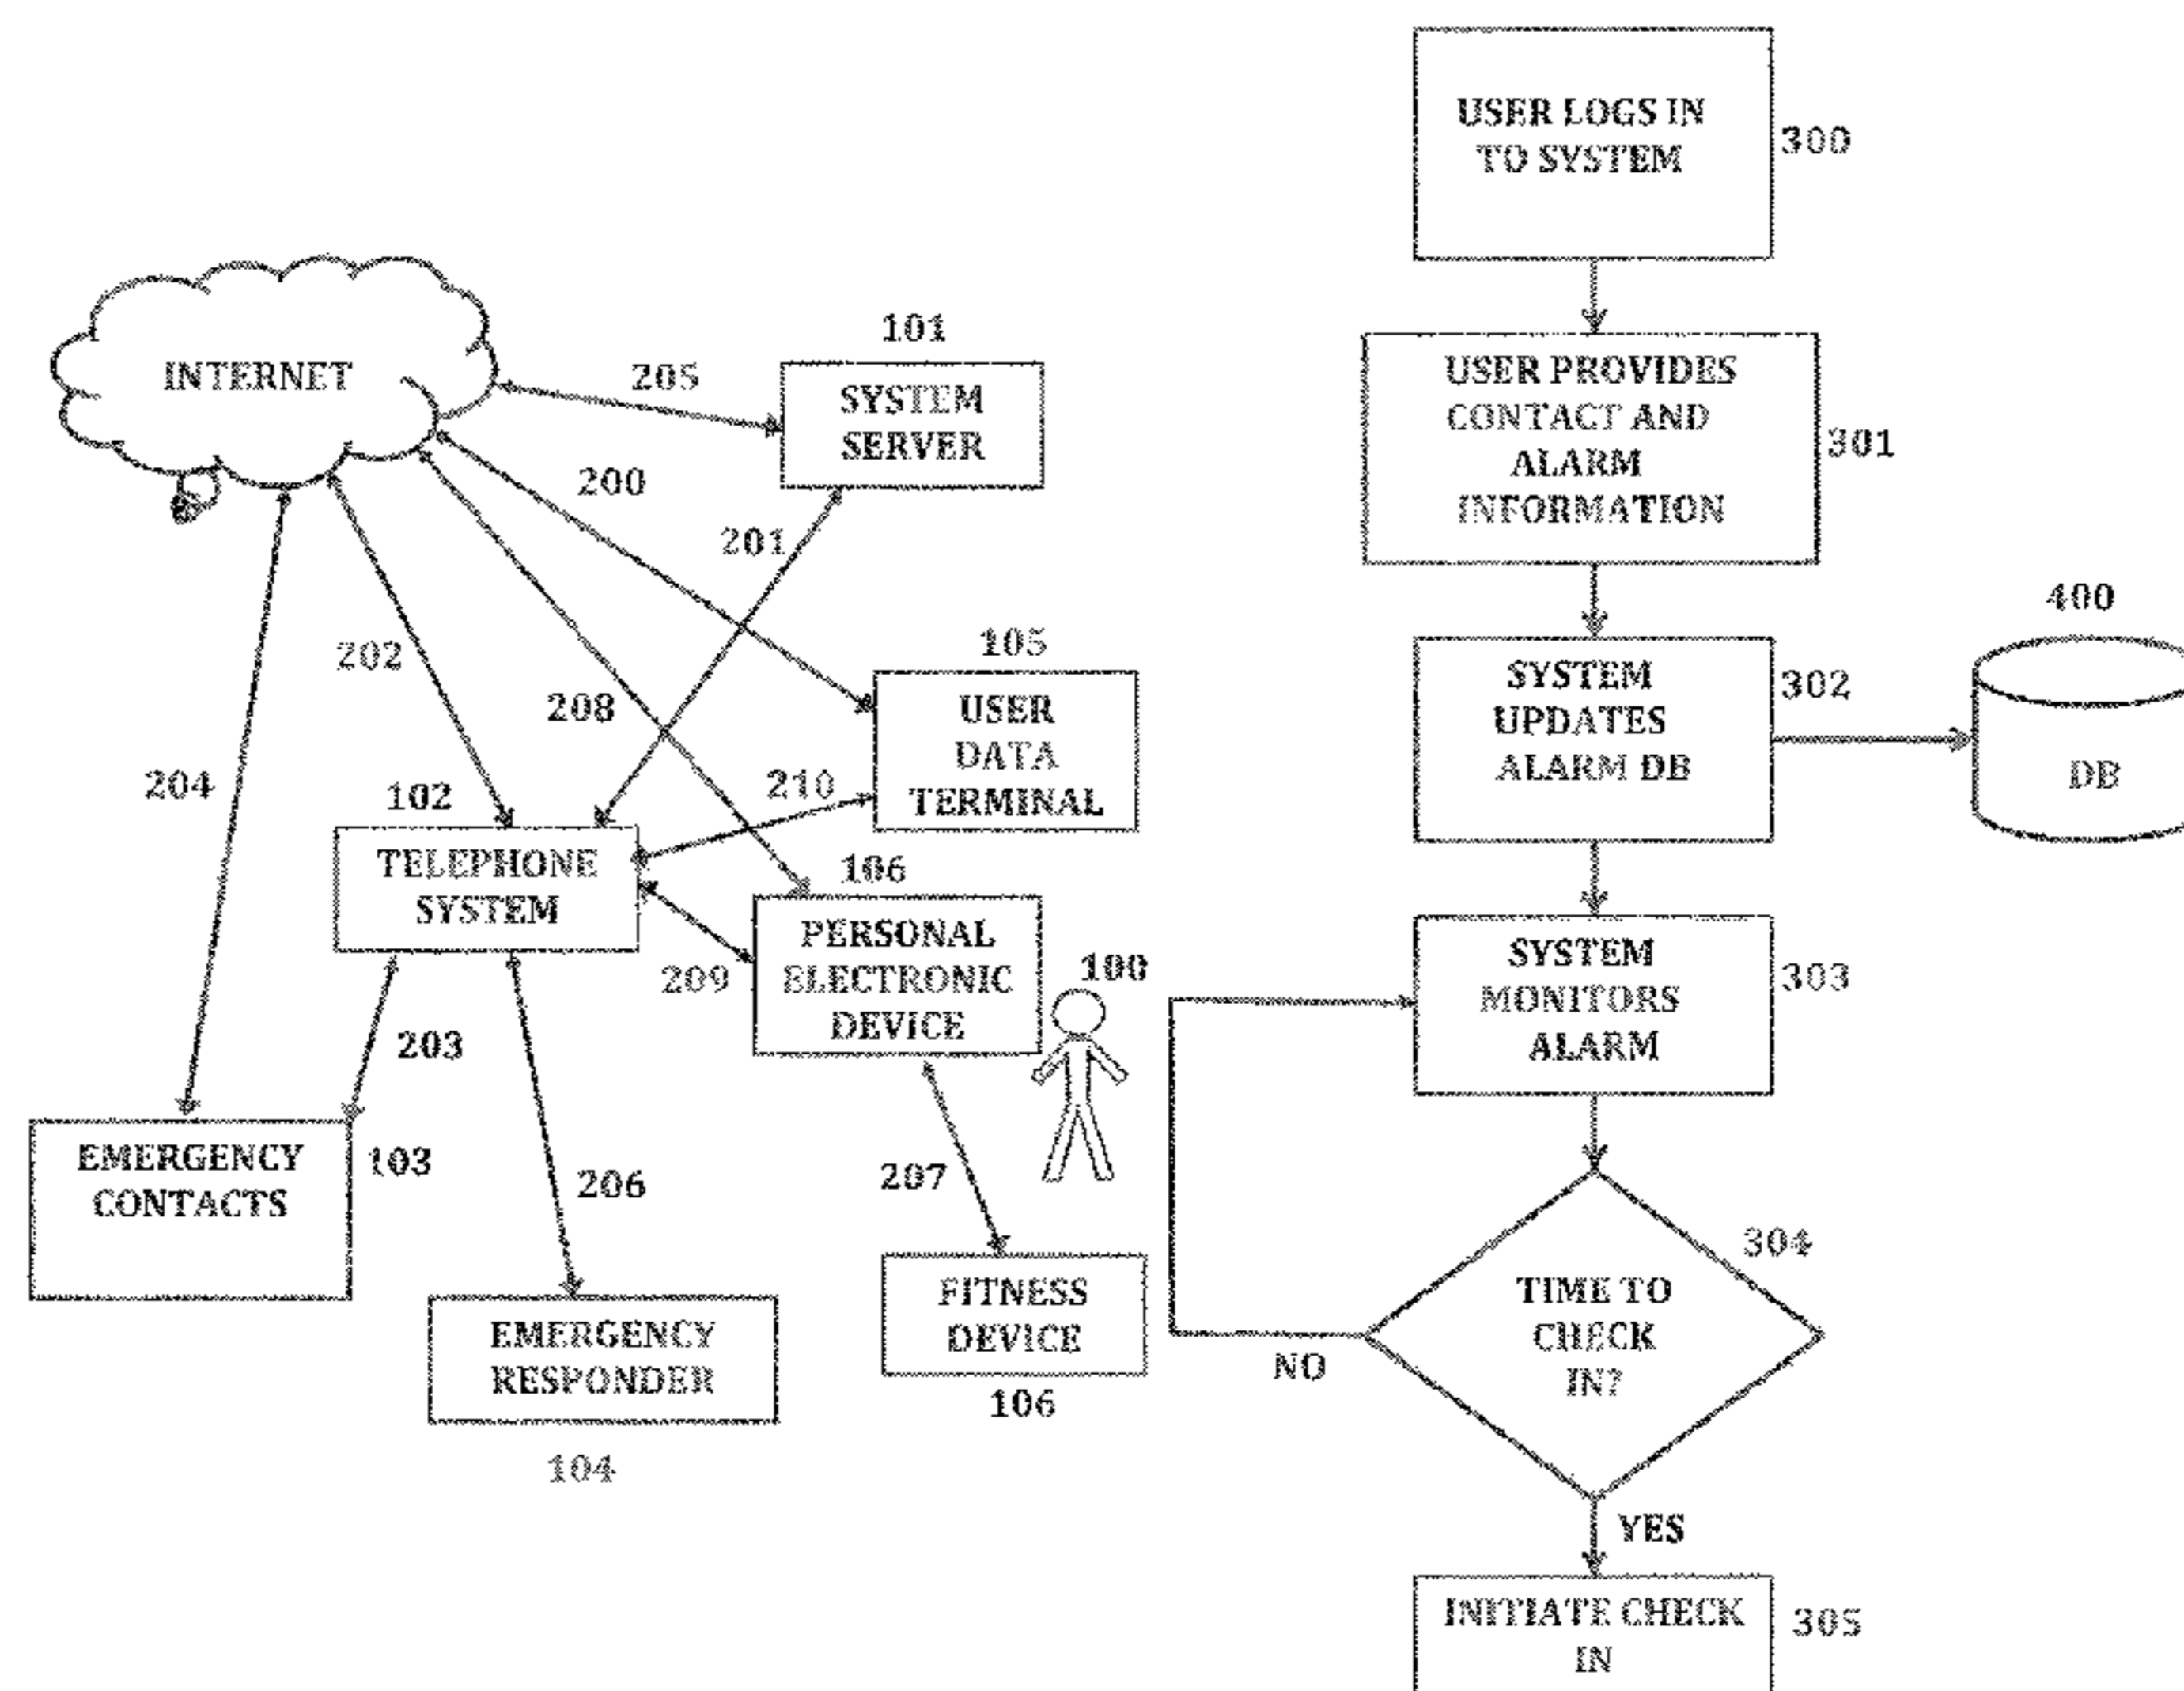 INTERNET
205
101
SYSTEM
SERVER
200
201
202
208
105
USER
DATA
TERMINAL
204
102
210
TELEPHONE
SYSTEM
106
PERSONAL
ELECTRONIC
DEVICE
209
100
203
EMERGENCY
CONTACTS
103
206
207
EMERGENCY
RESPONDER
104
FITNESS
DEVICE
106
USER LOGS IN
TO SYSTEM
300
USER PROVIDES
CONTACT AND
ALARM
INFORMATION
301
SYSTEM
UPDATES
ALARM DB
302
400
DB
SYSTEM
MONITORS
ALARM
303
304
TIME TO
CHECK
IN?
NO
YES
INITIATE CHECK
IN
305